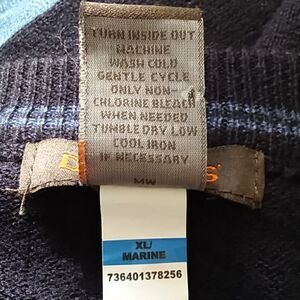 TURN INSIDE OUT
MACHINE
WASH COLD
GENTLE CYCLE
ONLY NON-
CHLORINE BLEACH
WHEN NEEDED
TUMBLE DRY LOW
COOL IRON
IF NECESSARY
MW
XL/
MARINE
736401378256